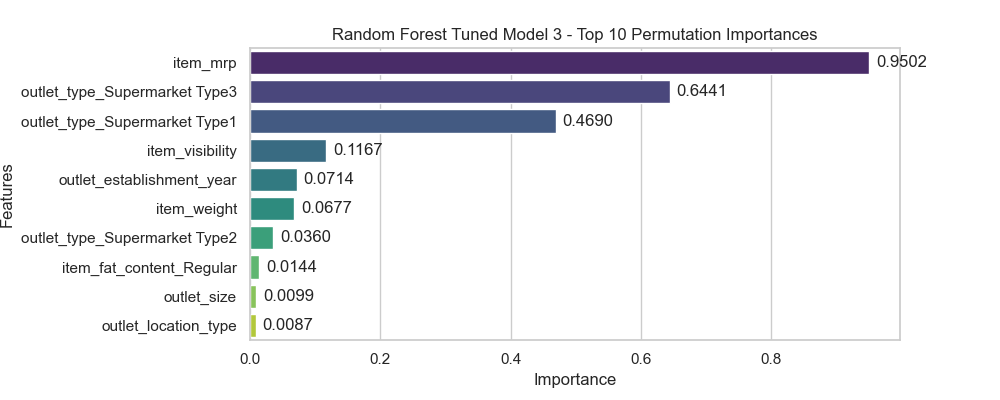 Random Forest Tuned Model 3 - Top 10 Permutation Importances
item_mrp 0.9502
outlet_type_Supermarket Type3 0.6441
outlet_type_Supermarket Type1 0.4690
item_visibility 0.1167
outlet_establishment_year 0.0714
item_weight 0.0677
outlet_type_Supermarket Type2 0.0360
item_fat_content_Regular 0.0144
outlet_size 0.0099
outlet_location_type 0.0087
Features
0.0 0.2 0.4 0.6 0.8
Importance